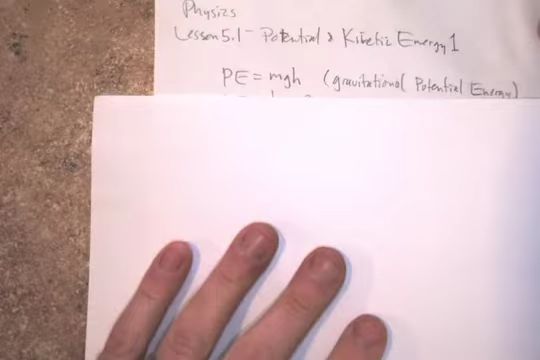 Physics
Lesson 5.1 - Potential & Kinetic Energy 1
PE = mgh (gravitational Potential Energy)